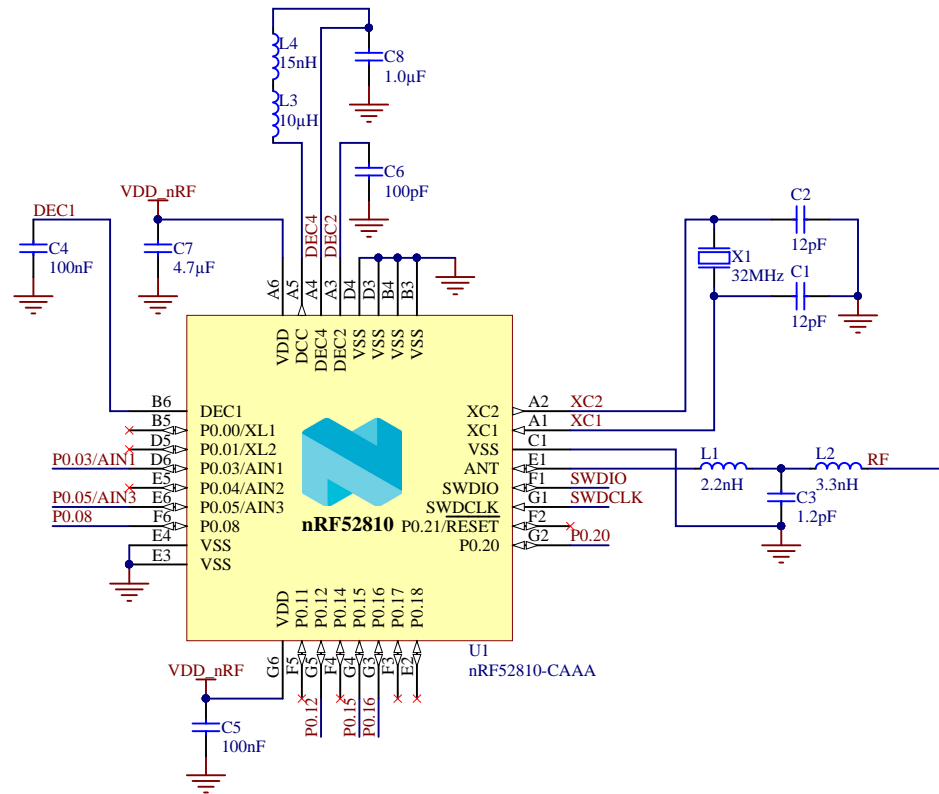 L4
15nH
L3
10µH
C8
1.0µF
C6
100pF
DEC4
DEC2
VDD_nRF
DEC1
C4
100nF
C7
4.7µF
C2
12pF
X1
32MHz
C1
12pF
A6
A5
A4
A3
D4
D3
B4
B3
VDD
DCC
DEC4
DEC2
VSS
VSS
VSS
VSS
B6 DEC1
B5 P0.00/XL1
D5 P0.01/XL2
P0.03/AIN1 D6 P0.03/AIN1
E5 P0.04/AIN2
P0.05/AIN3 E6 P0.05/AIN3
P0.08 F6 P0.08
E4 VSS
E3 VSS
XC2 A2 XC2
XC1 A1 XC1
VSS C1
ANT E1
SWDIO F1 SWDIO
SWDCLK G1 SWDCLK
P0.21/RESET F2
P0.20 G2 P0.20
L1
2.2nH
L2
3.3nH
RF
C3
1.2pF
nRF52810
VDD
P0.11
P0.12
P0.14
P0.15
P0.16
P0.17
P0.18
G6
F5
G5
F4
G4
G3
F3
E2
P0.12
P0.15
P0.16
U1
nRF52810-CAAA
VDD_nRF
C5
100nF